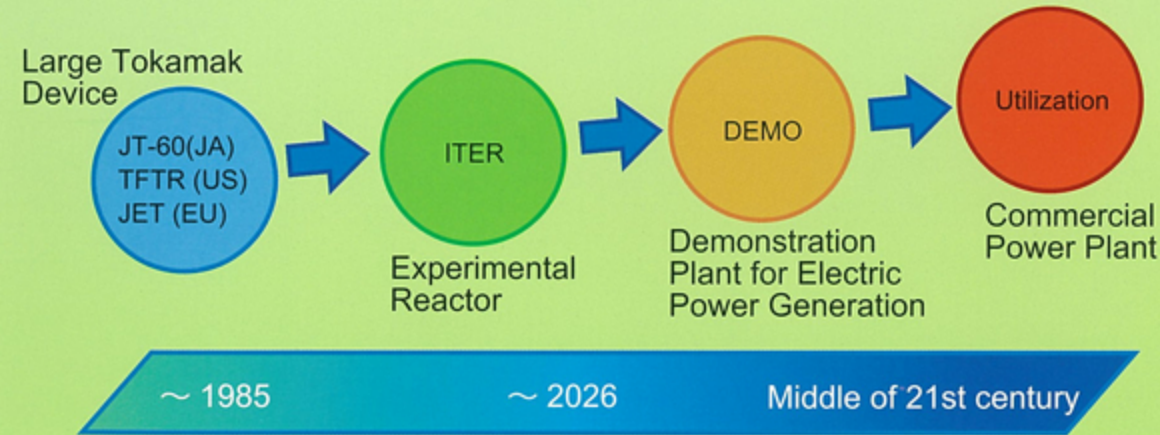 Large Tokamak
Device
JT-60(JA)
TFTR (US)
JET (EU)
ITER
Experimental
Reactor
DEMO
Demonstration
Plant for Electric
Power Generation
Utilization
Commercial
Power Plant
～ 1985
～ 2026
Middle of 21st century